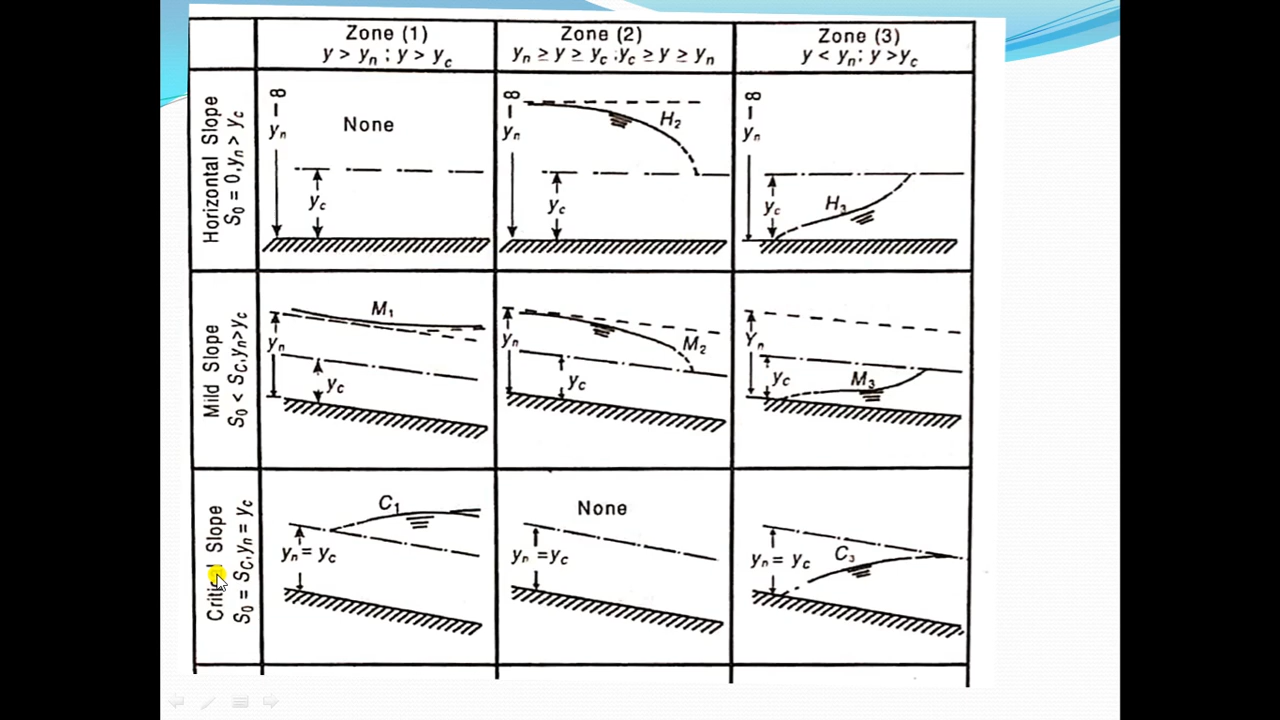 Zone (1)
y > yn ; y > yc
Zone (2)
yn ≥ y ≥ yc ; yc ≥ y ≥ yn
Zone (3)
y < yn; y >yc
Horizontal Slope
S0 = 0, yn > yc
∞
yn
None
yc
∞
yn
H2
yc
∞
yn
H3
yc
Mild Slope
S0 < Sc, yn>yc
M1
yn
yc
yn
M2
yc
Yn
yc
M3
Critical Slope
S0 = SC, yn = yc
C1
yn = yc
None
yn =yc
yn = yc
C3